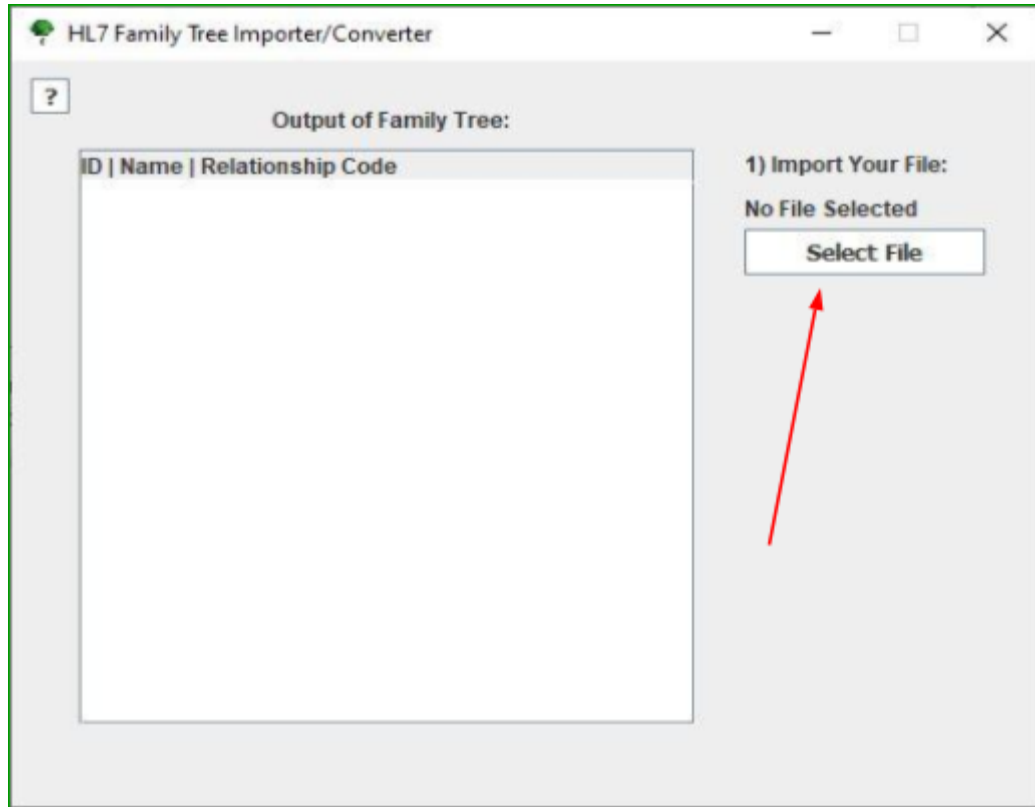 HL7 Family Tree Importer/Converter
?
Output of Family Tree:
ID | Name | Relationship Code
1) Import Your File:
No File Selected
Select File